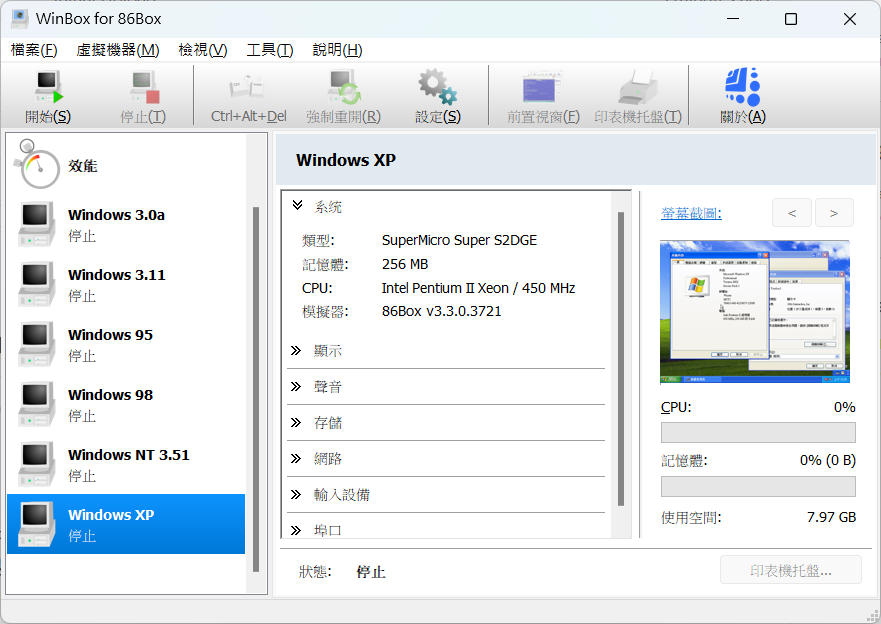 WinBox for 86Box
檔案(F) 虛擬機器(M) 檢視(V) 工具(T) 說明(H)
開始(S) 停止(T) Ctrl+Alt+Del 強制重開(R) 設定(S) 前置視窗(F) 印表機托盤(T) 關於(A)
效能
Windows 3.0a
停止
Windows 3.11
停止
Windows 95
停止
Windows 98
停止
Windows NT 3.51
停止
Windows XP
停止
Windows XP
系統
類型: SuperMicro Super S2DGE
記憶體: 256 MB
CPU: Intel Pentium II Xeon / 450 MHz
模擬器: 86Box v3.3.0.3721
顯示
聲音
存儲
網路
輸入設備
埠口
螢幕截圖: < >
CPU: 0%
記憶體: 0% (0 B)
使用空間: 7.97 GB
狀態: 停止
印表機托盤...